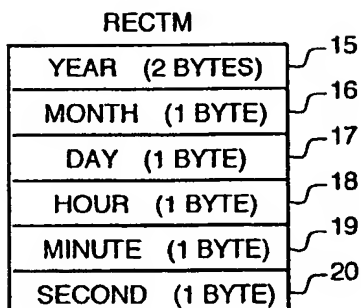 RECTM
YEAR (2 BYTES) 15
MONTH (1 BYTE) 16
DAY (1 BYTE) 17
HOUR (1 BYTE) 18
MINUTE (1 BYTE) 19
SECOND (1 BYTE) 20